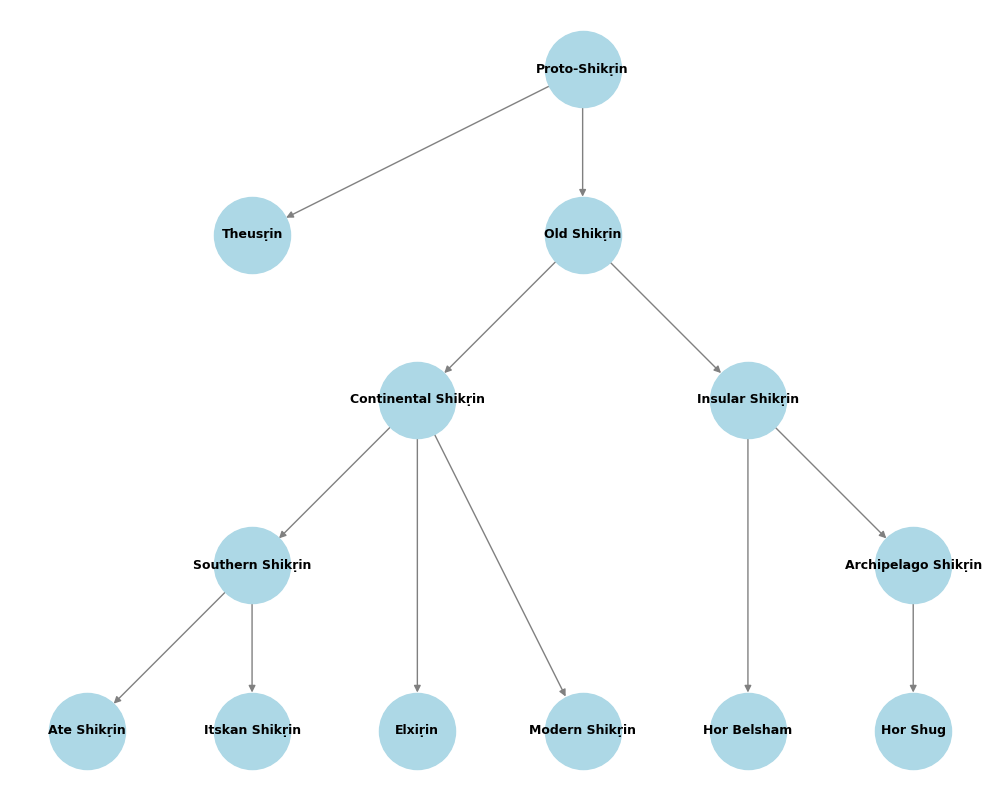 Proto-Shikṛin
Theusṛin
Old Shikṛin
Continental Shikṛin
Insular Shikṛin
Southern Shikṛin
Archipelago Shikṛin
Ate Shikṛin
Itskan Shikṛin
Elxiṛin
Modern Shikṛin
Hor Belsham
Hor Shug